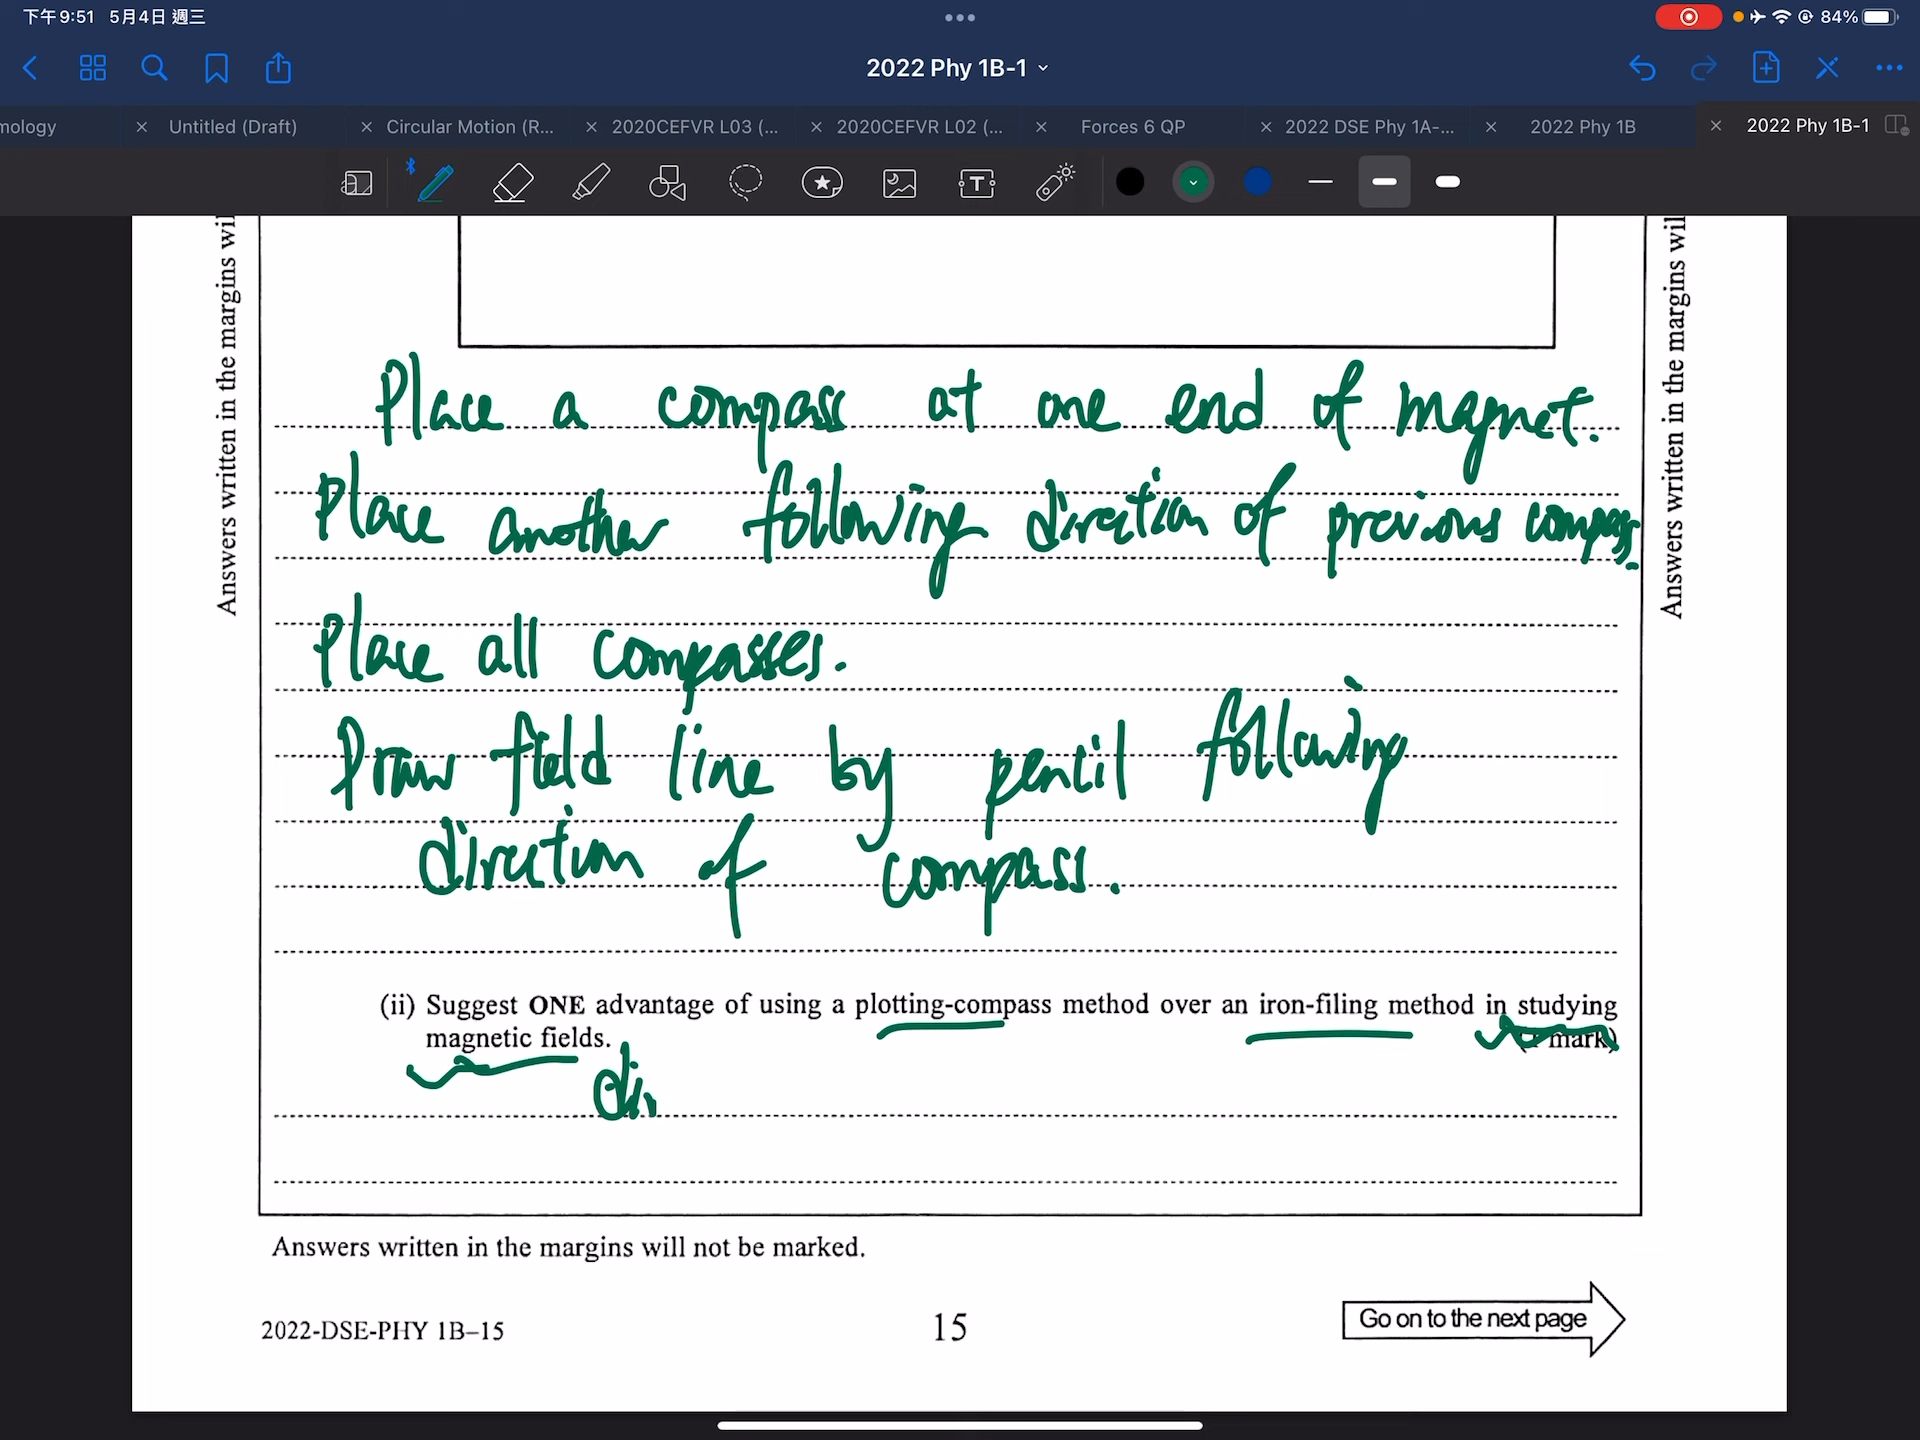 下午9:51 5月4日 週三
84%
2022 Phy 1B-1
mology
Untitled (Draft)
Circular Motion (R...
2020CEFVR L03 (...
2020CEFVR L02 (...
Forces 6 QP
2022 DSE Phy 1A-...
2022 Phy 1B
2022 Phy 1B-1
Answers written in the margins wil
Place a compass at one end of magnet.
Place another following direction of previous compass.
Place all compasses.
Draw field line by pencil following
direction of compass.
(ii) Suggest ONE advantage of using a plotting-compass method over an iron-filing method in studying
magnetic fields. mark)
dir
Answers written in the margins wil
Answers written in the margins will not be marked.
2022-DSE-PHY 1B–15
15
Go on to the next page